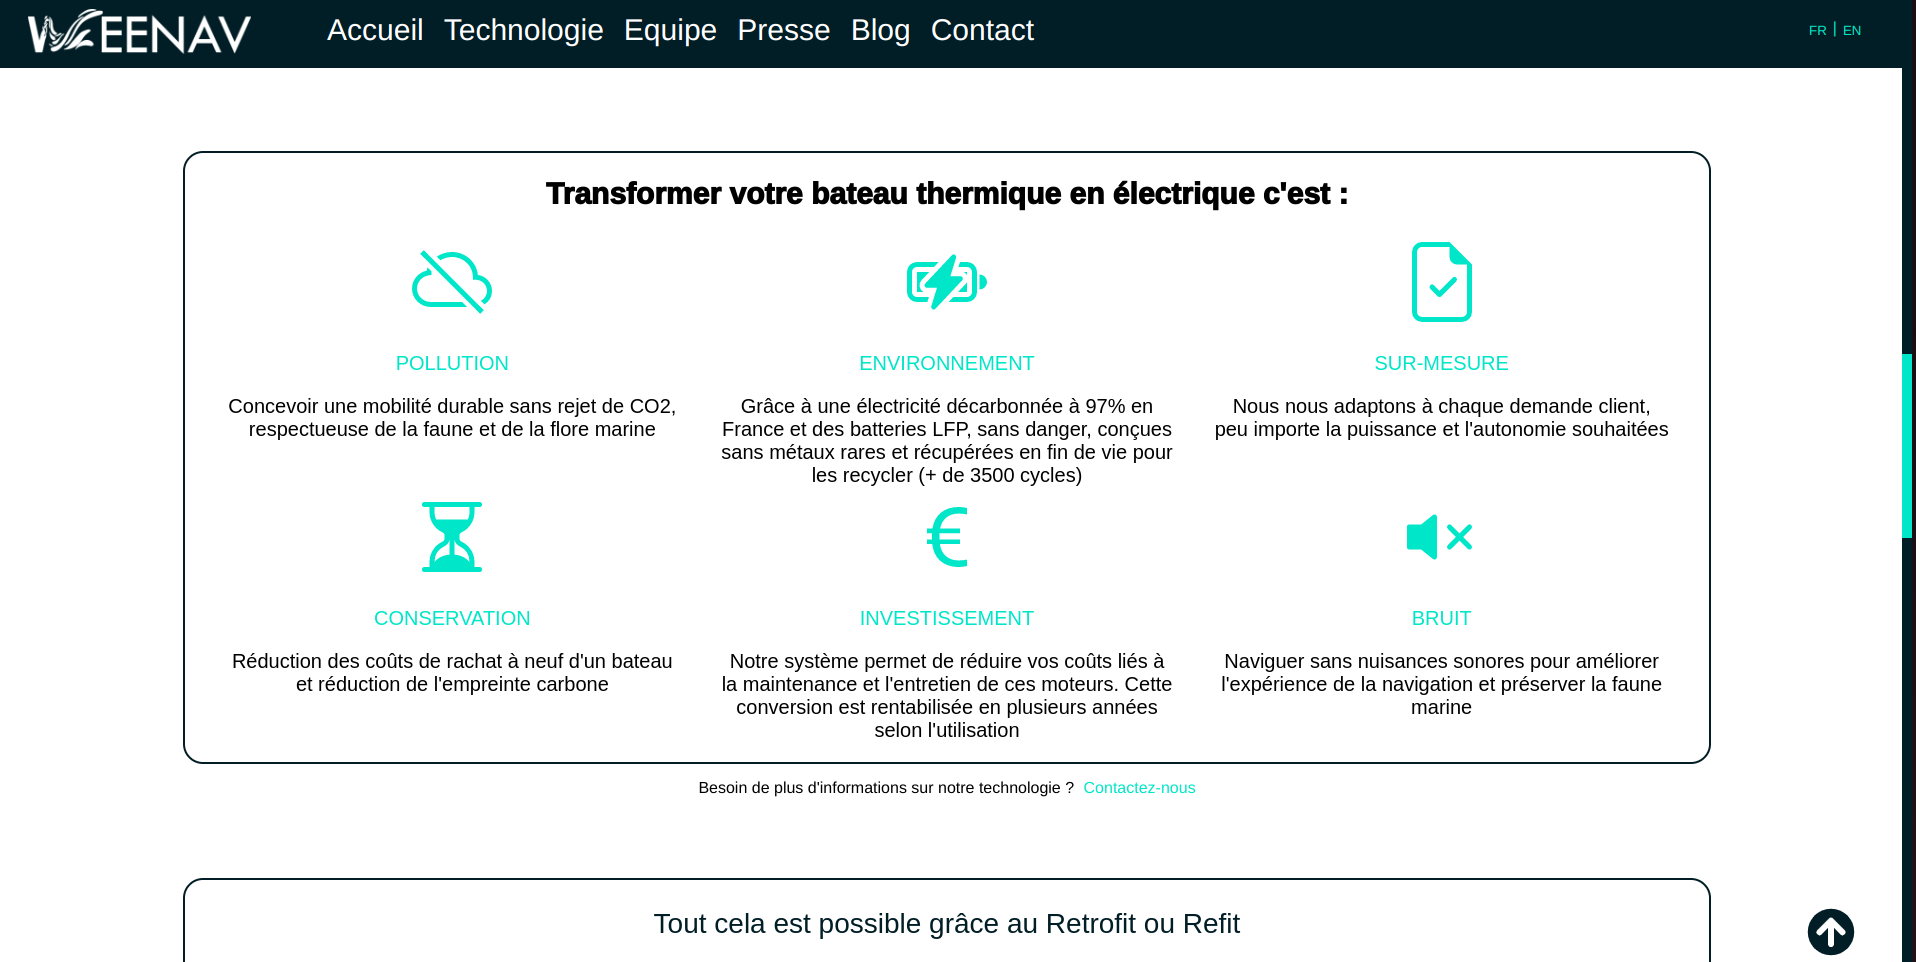 WEENAV
Accueil Technologie Equipe Presse Blog Contact
FR | EN
Transformer votre bateau thermique en électrique c'est :
POLLUTION
Concevoir une mobilité durable sans rejet de CO2,
respectueuse de la faune et de la flore marine
ENVIRONNEMENT
Grâce à une électricité décarbonnée à 97% en
France et des batteries LFP, sans danger, conçues
sans métaux rares et récupérées en fin de vie pour
les recycler (+ de 3500 cycles)
SUR-MESURE
Nous nous adaptons à chaque demande client,
peu importe la puissance et l'autonomie souhaitées
CONSERVATION
Réduction des coûts de rachat à neuf d'un bateau
et réduction de l'empreinte carbone
INVESTISSEMENT
Notre système permet de réduire vos coûts liés à
la maintenance et l'entretien de ces moteurs. Cette
conversion est rentabilisée en plusieurs années
selon l'utilisation
BRUIT
Naviguer sans nuisances sonores pour améliorer
l'expérience de la navigation et préserver la faune
marine
Besoin de plus d'informations sur notre technologie ? Contactez-nous
Tout cela est possible grâce au Retrofit ou Refit